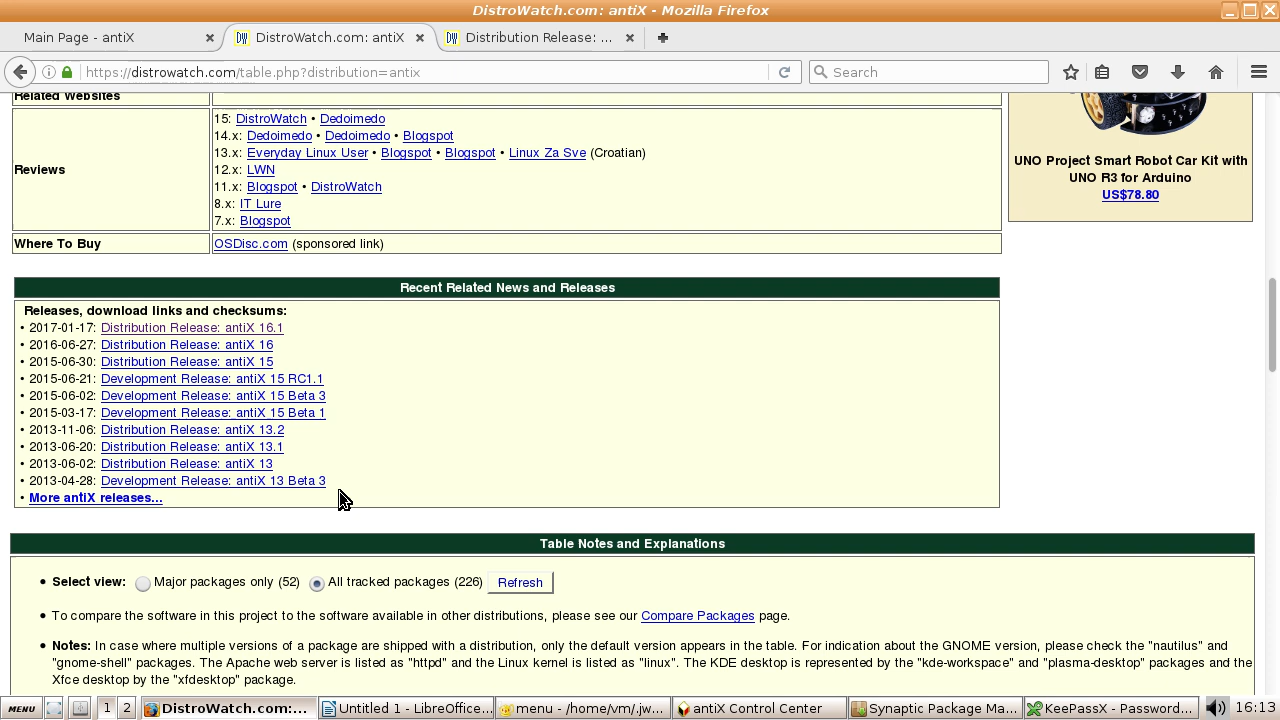 DistroWatch.com: antiX - Mozilla Firefox
Main Page - antiX
DW DistroWatch.com: antiX
DW Distribution Release: ...
https://distrowatch.com/table.php?distribution=antix
Search
Related Websites
Reviews
15: DistroWatch • Dedoimedo
14.x: Dedoimedo • Dedoimedo • Blogspot
13.x: Everyday Linux User • Blogspot • Blogspot • Linux Za Sve (Croatian)
12.x: LWN
11.x: Blogspot • DistroWatch
8.x: IT Lure
7.x: Blogspot
Where To Buy
OSDisc.com (sponsored link)
UNO Project Smart Robot Car Kit with
UNO R3 for Arduino
US$78.80
Recent Related News and Releases
Releases, download links and checksums:
• 2017-01-17: Distribution Release: antiX 16.1
• 2016-06-27: Distribution Release: antiX 16
• 2015-06-30: Distribution Release: antiX 15
• 2015-06-21: Development Release: antiX 15 RC1.1
• 2015-06-02: Development Release: antiX 15 Beta 3
• 2015-03-17: Development Release: antiX 15 Beta 1
• 2013-11-06: Distribution Release: antiX 13.2
• 2013-06-20: Distribution Release: antiX 13.1
• 2013-06-02: Distribution Release: antiX 13
• 2013-04-28: Development Release: antiX 13 Beta 3
• More antiX releases...
Table Notes and Explanations
• Select view: Major packages only (52) All tracked packages (226) Refresh
• To compare the software in this project to the software available in other distributions, please see our Compare Packages page.
• Notes: In case where multiple versions of a package are shipped with a distribution, only the default version appears in the table. For indication about the GNOME version, please check the "nautilus" and
"gnome-shell" packages. The Apache web server is listed as "httpd" and the Linux kernel is listed as "linux". The KDE desktop is represented by the "kde-workspace" and "plasma-desktop" packages and the
Xfce desktop by the "xfdesktop" package.
MENU 1 2 DistroWatch.com:... Untitled 1 - LibreOffice... menu - /home/vm/.jw... antiX Control Center Synaptic Package Ma... KeePassX - Password... 16:13